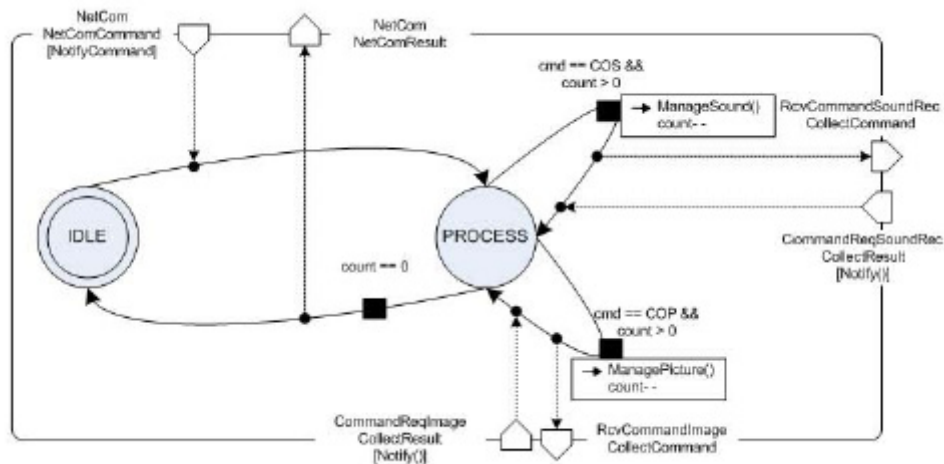 NetCom
NetComCommand
[NotifyCommand]
NetCom
NetComResult
cmd == COS &&
count > 0
ManageSound()
count- -
RcvCommandSoundRec
CollectCommand
IDLE
PROCESS
count == 0
CommandReqSoundRec
CollectResult
[Notify()]
cmd == COP &&
count > 0
ManagePicture()
count- -
CommandReqImage
CollectResult
[Notify()]
RcvCommandImage
CollectCommand